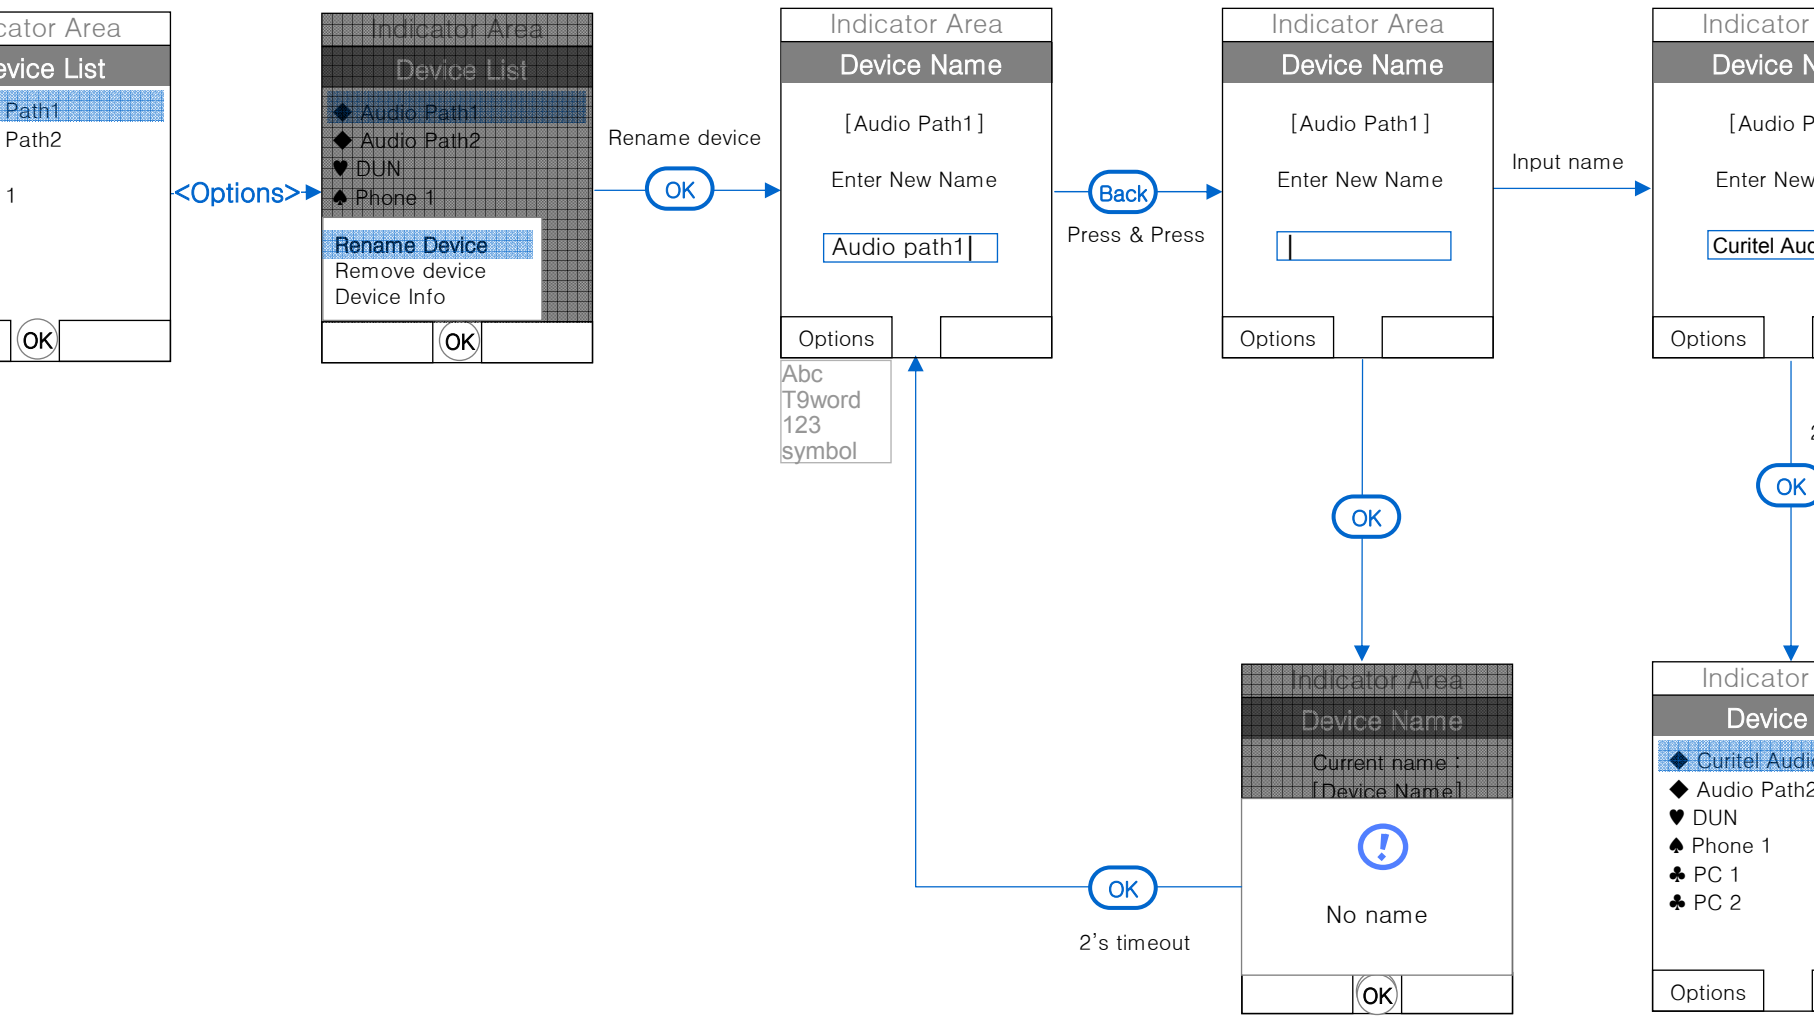 cator Area
evice List
Path1
Path2
1
<Options>
Indicator Area
Device List
◆ Audio Path1
◆ Audio Path2
♥ DUN
♠ Phone 1
Rename Device
Remove device
Device Info
OK
OK
Rename device
OK
Indicator Area
Device Name
[Audio Path1]
Enter New Name
Audio path1
Options
Abc
T9word
123
symbol
Back
Press & Press
Indicator Area
Device Name
[Audio Path1]
Enter New Name
Options
Input name
Indicator
Device N
[Audio P
Enter New
Curitel Aud
Options
OK
OK
Indicator Area
Device Name
Current name :
[Device Name]
!
No name
OK
OK
2's timeout
Indicator
Device
◆ Curitel Audio
◆ Audio Path2
♥ DUN
♠ Phone 1
♣ PC 1
♣ PC 2
Options